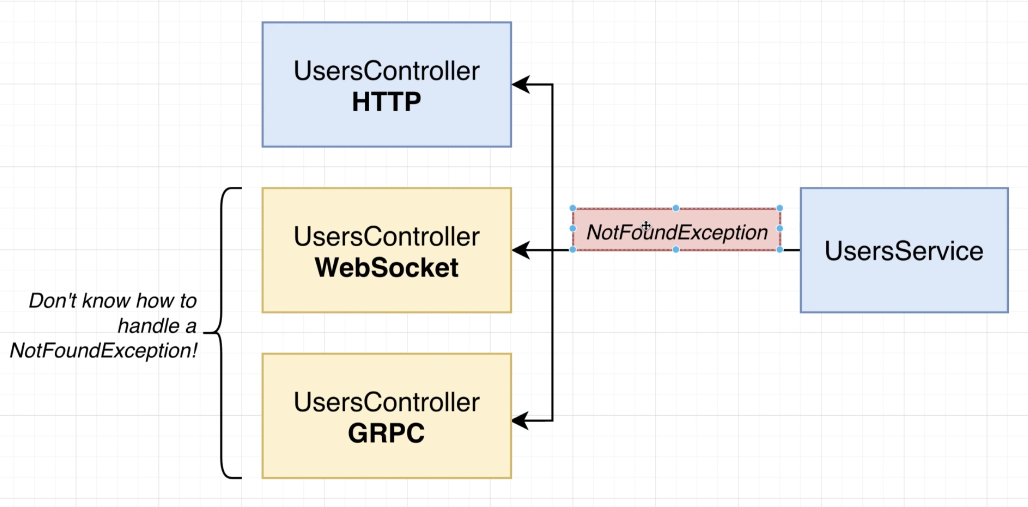 UsersController
HTTP
UsersController
WebSocket
NotFoundException
UsersService
Don't know how to
handle a
NotFoundException!
UsersController
GRPC